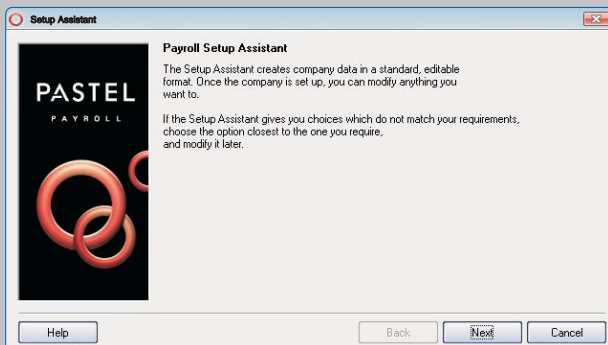 Setup Assistant
PASTEL
PAYROLL
Payroll Setup Assistant
The Setup Assistant creates company data in a standard, editable
format. Once the company is set up, you can modify anything you
want to.
If the Setup Assistant gives you choices which do not match your requirements,
choose the option closest to the one you require,
and modify it later.
Help
Back
Next
Cancel